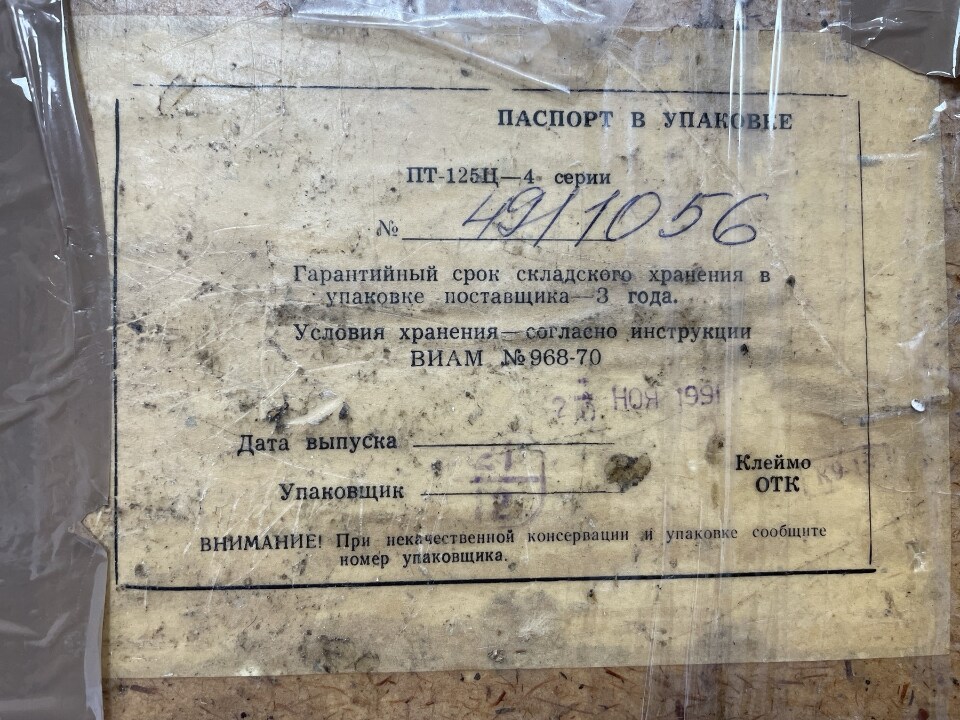 ПАСПОРТ В УПАКОВКЕ
ПТ-125Ц—4 серии
№ 49/1056
Гарантийный срок складского хранения в
упаковке поставщика—3 года.
Условия хранения—согласно инструкции
ВИАМ №968-70
НОЯ 1991
Дата выпуска
Упаковщик
Клеймо
ОТК
ВНИМАНИЕ! При некачественной консервации и упаковке сообщите
номер упаковщика.